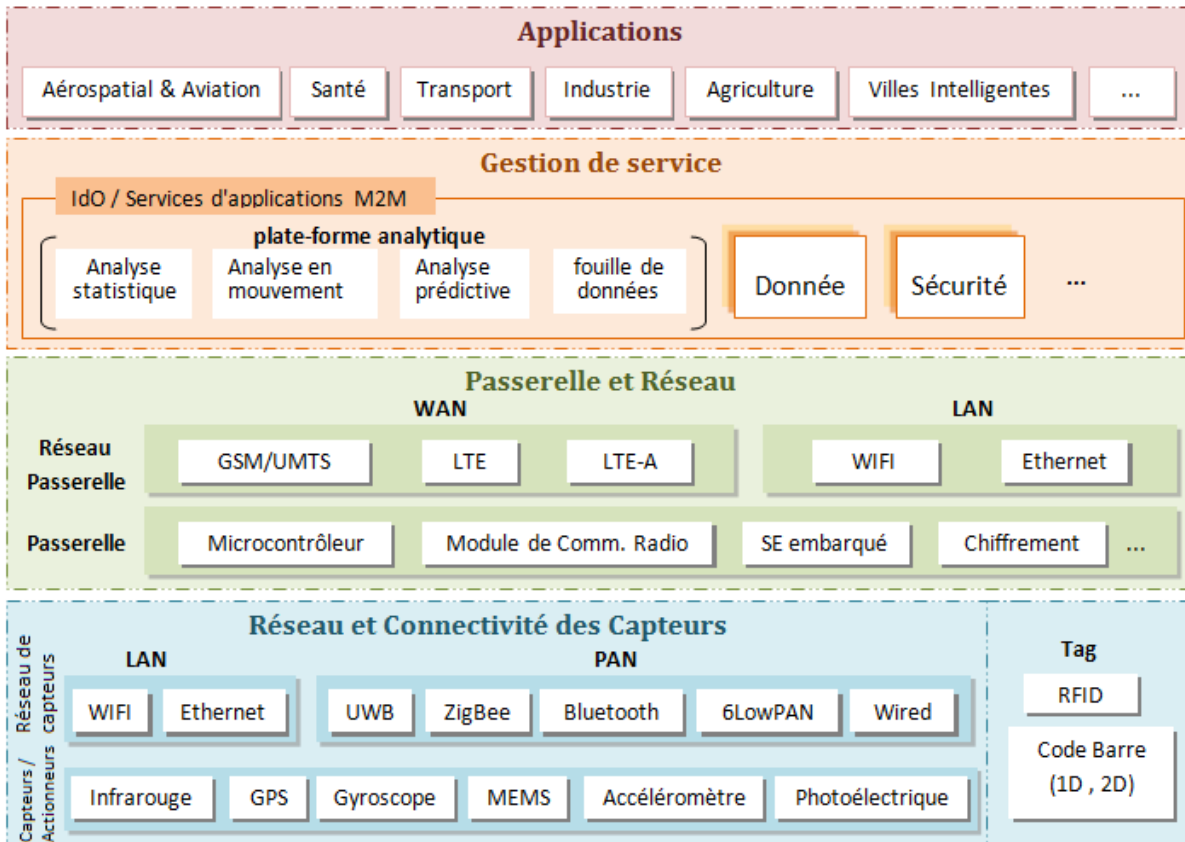 Applications
Aérospatial & Aviation
Santé
Transport
Industrie
Agriculture
Villes Intelligentes
...
Gestion de service
IdO / Services d'applications M2M
plate-forme analytique
Analyse
statistique
Analyse en
mouvement
Analyse
prédictive
fouille de
données
Donnée
Sécurité
...
Passerelle et Réseau
WAN
LAN
Réseau
Passerelle
GSM/UMTS
LTE
LTE-A
WIFI
Ethernet
Passerelle
Microcontrôleur
Module de Comm. Radio
SE embarqué
Chiffrement
...
Réseau et Connectivité des Capteurs
Réseau de
capteurs
LAN
WIFI
Ethernet
PAN
UWB
ZigBee
Bluetooth
6LowPAN
Wired
Capteurs /
Actionneurs
Infrarouge
GPS
Gyroscope
MEMS
Accéléromètre
Photoélectrique
Tag
RFID
Code Barre
(1D , 2D)